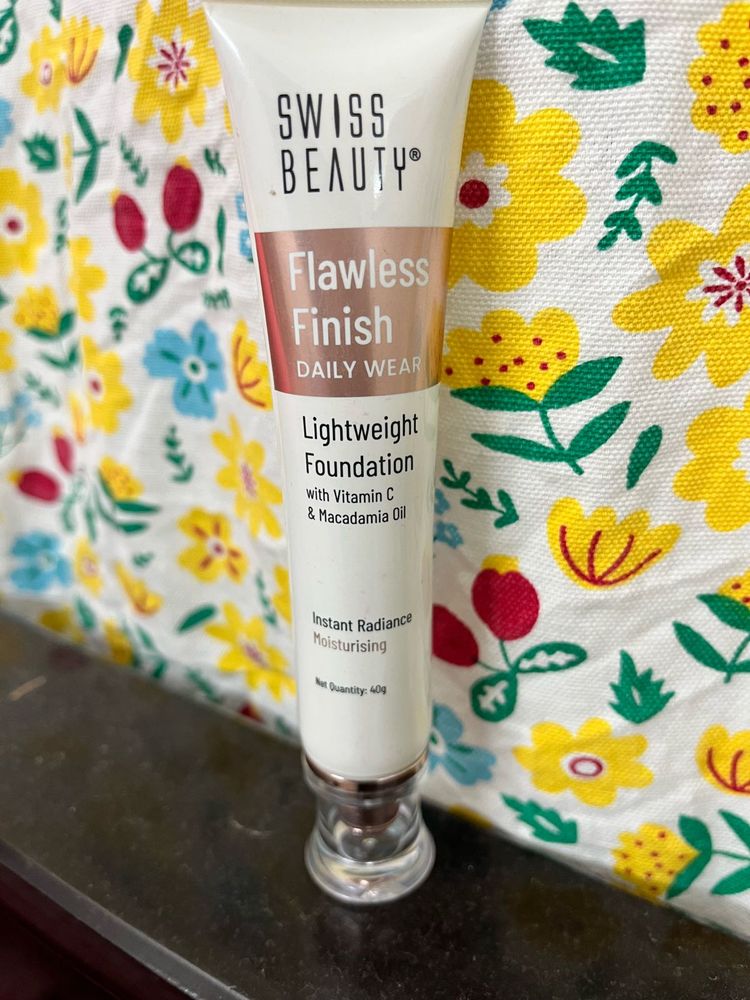 SWISS
BEAUTY®
Flawless
Finish
DAILY WEAR
Lightweight
Foundation
with Vitamin C
& Macadamia Oil
Instant Radiance
Moisturising
Net Quantity: 40g